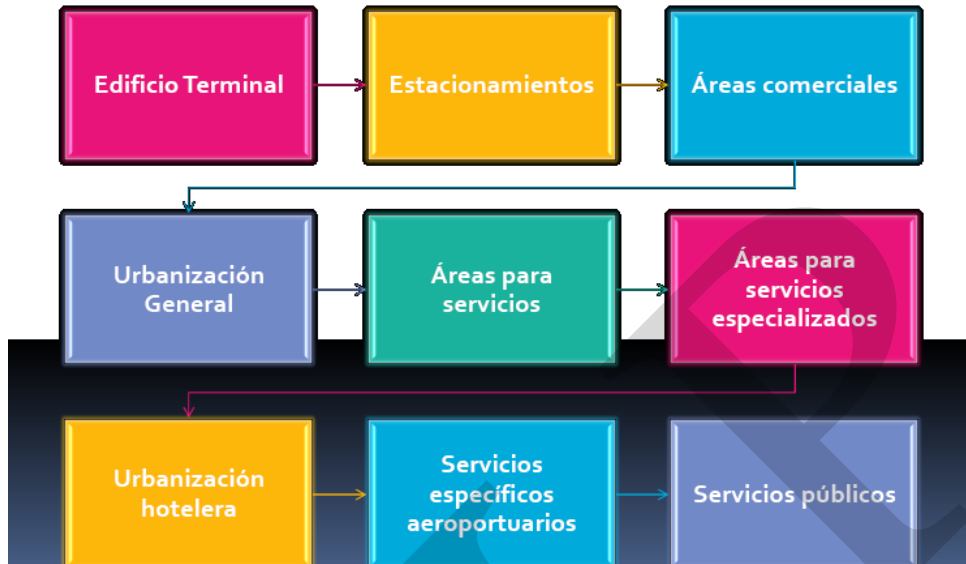 Edificio Terminal
Estacionamientos
Áreas comerciales
Urbanización
General
Áreas para
servicios
Áreas para
servicios
especializados
Urbanización
hotelera
Servicios
específicos
aeroportuarios
Servicios públicos